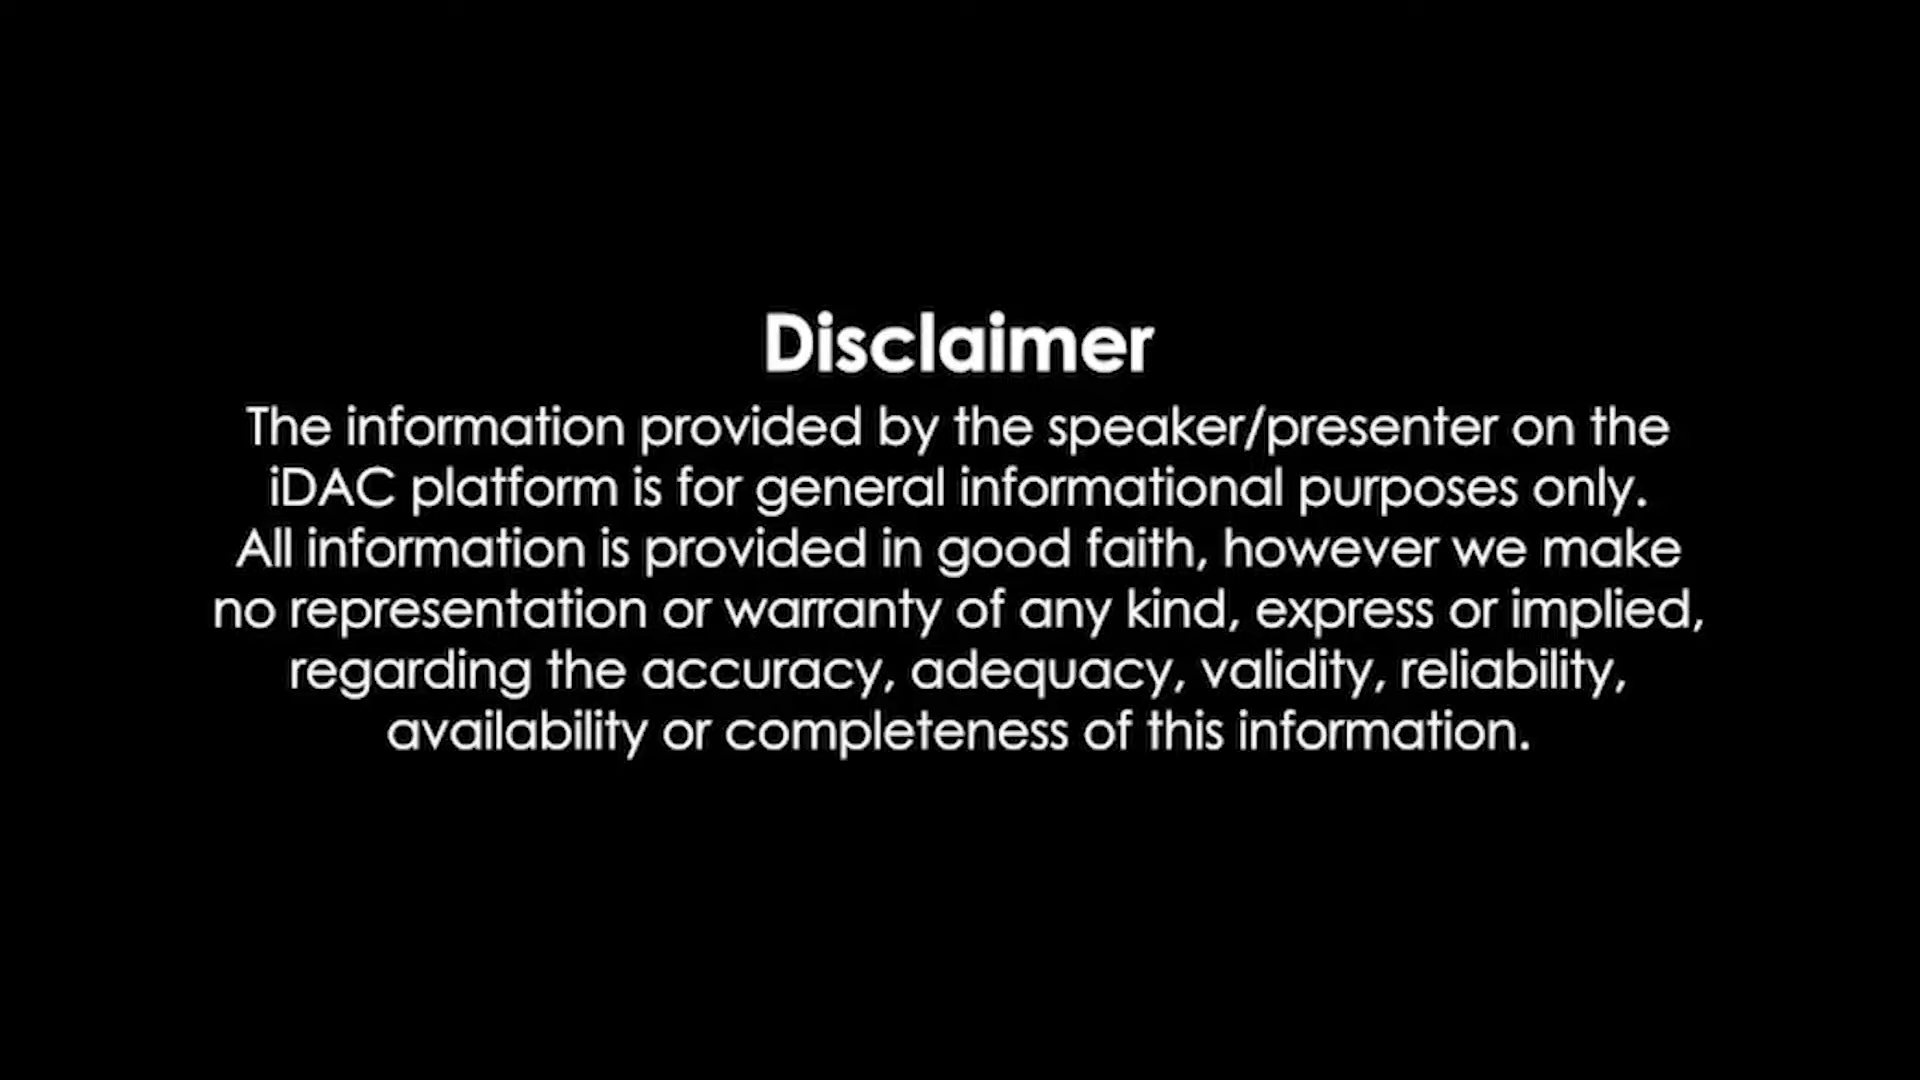 Disclaimer
The information provided by the speaker/presenter on the
iDAC platform is for general informational purposes only.
All information is provided in good faith, however we make
no representation or warranty of any kind, express or implied,
regarding the accuracy, adequacy, validity, reliability,
availability or completeness of this information.